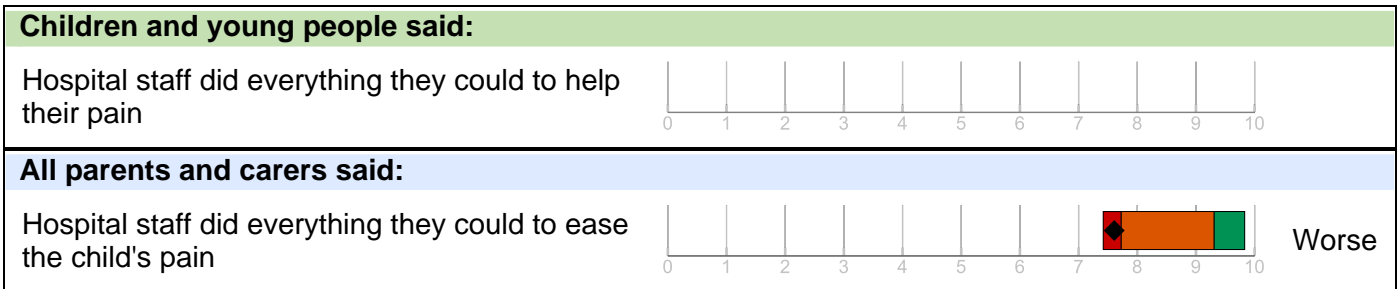 Children and young people said:
Hospital staff did everything they could to help
their pain
0 1 2 3 4 5 6 7 8 9 10
All parents and carers said:
Hospital staff did everything they could to ease
the child's pain
0 1 2 3 4 5 6 7 8 9 10
Worse